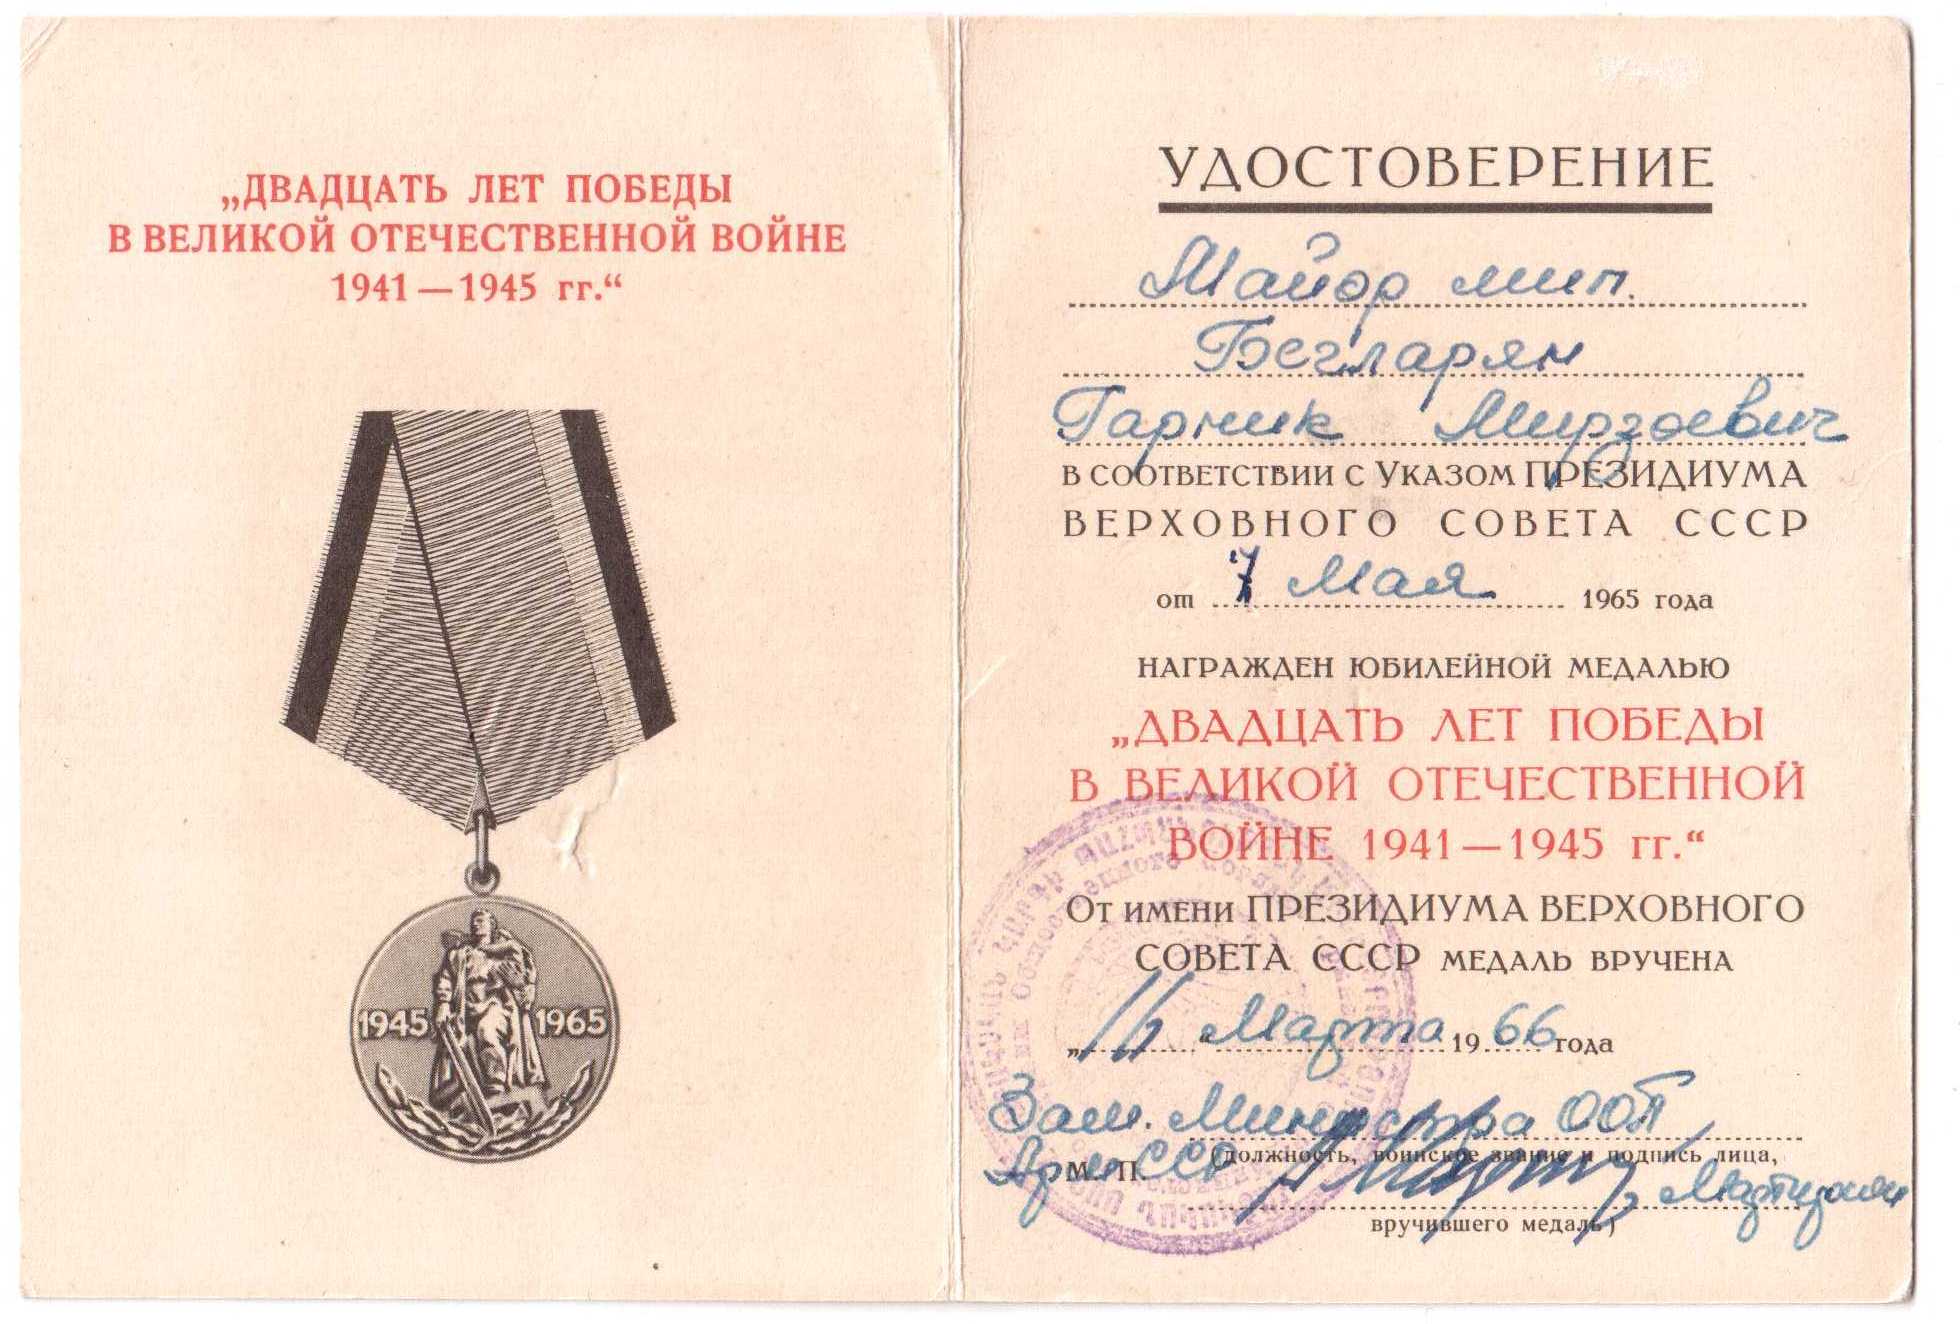 „ДВАДЦАТЬ ЛЕТ ПОБЕДЫ
В ВЕЛИКОЙ ОТЕЧЕСТВЕННОЙ ВОЙНЕ
1941—1945 гг.“
1945 1965
УДОСТОВЕРЕНИЕ
Майор мил.
Бегларян
Гарник Мирзоевич
В СООТВЕТСТВИИ С УКАЗОМ ПРЕЗИДИУМА
ВЕРХОВНОГО СОВЕТА СССР
от 7 Мая 1965 года
НАГРАЖДЕН ЮБИЛЕЙНОЙ МЕДАЛЬЮ
„ДВАДЦАТЬ ЛЕТ ПОБЕДЫ
В ВЕЛИКОЙ ОТЕЧЕСТВЕННОЙ
ВОЙНЕ 1941—1945 гг.“
ОТ ИМЕНИ ПРЕЗИДИУМА ВЕРХОВНОГО
СОВЕТА СССР МЕДАЛЬ ВРУЧЕНА
„16“ Марта 1966 года
Зам. Министра ООП
Арм ССР
М. П.
(должность, воинское звание и подпись лица,
вручившего медаль)